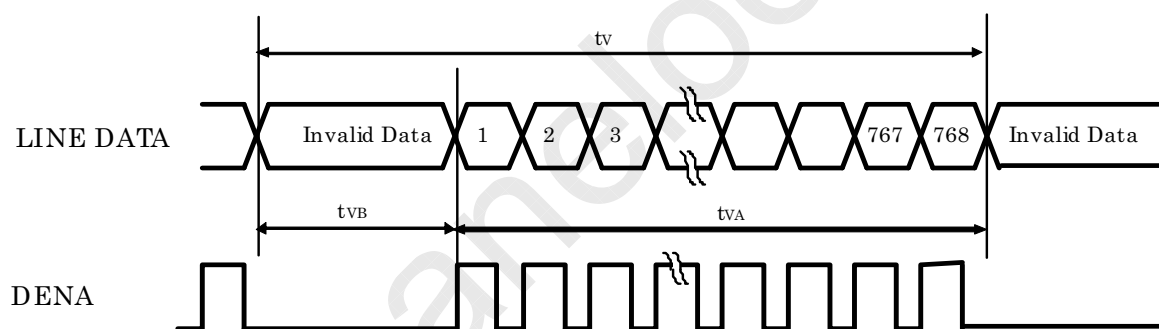 tV
LINE DATA Invalid Data 1 2 3 767 768 Invalid Data
tVB tVA
DENA